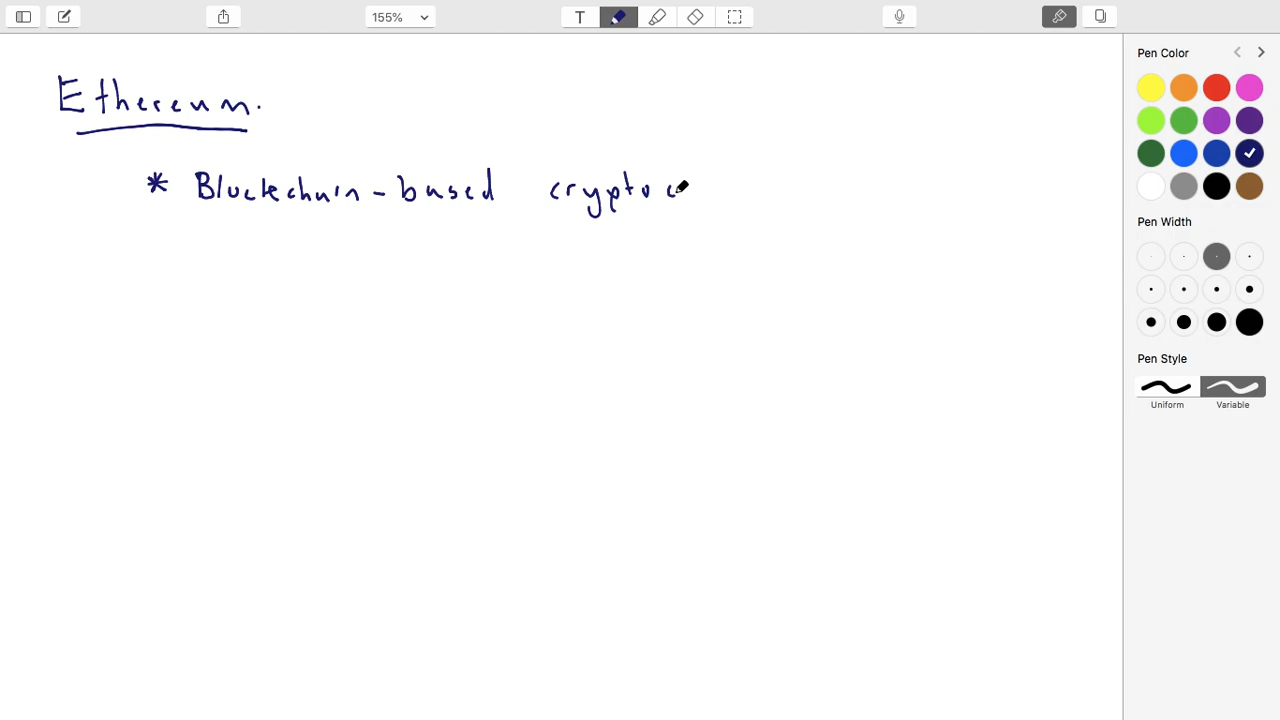 155%
T
Ethereum.
* Blockchain-based crypto c
Pen Color
Pen Width
Pen Style
Uniform Variable